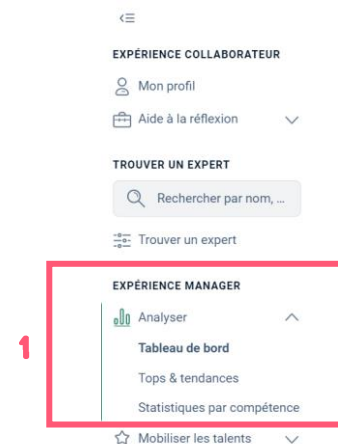 EXPÉRIENCE COLLABORATEUR
Mon profil
Aide à la réflexion
TROUVER UN EXPERT
Rechercher par nom, ...
Trouver un expert
EXPÉRIENCE MANAGER
1
Analyser
Tableau de bord
Tops & tendances
Statistiques par compétence
Mobiliser les talents